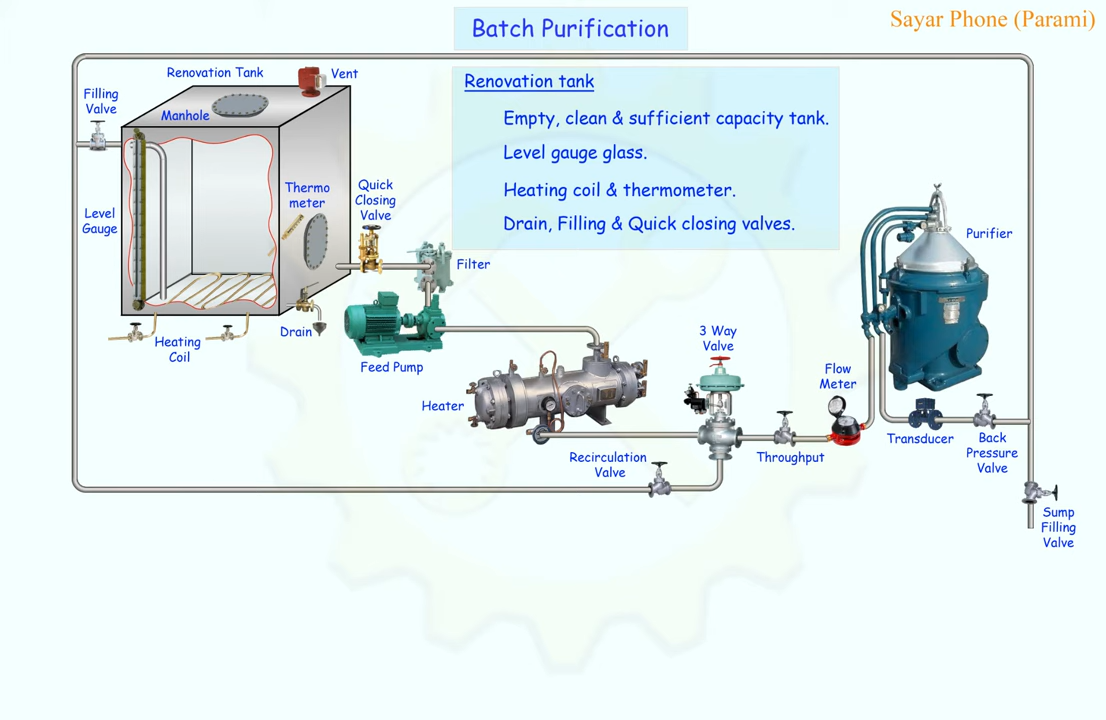 Sayar Phone (Parami)
Batch Purification
Renovation Tank
Vent
Renovation tank
Filling
Valve
Manhole
Empty, clean & sufficient capacity tank.
Level gauge glass.
Heating coil & thermometer.
Drain, Filling & Quick closing valves.
Thermo
meter
Quick
Closing
Valve
Level
Gauge
Filter
Purifier
Drain
Heating
Coil
Feed Pump
3 Way
Valve
Flow
Meter
Heater
Recirculation
Valve
Throughput
Transducer
Back
Pressure
Valve
Sump
Filling
Valve